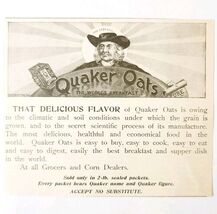 Quaker Oats
THE WORLD'S BREAKFAST
PURE
THAT DELICIOUS FLAVOR of Quaker Oats is owing
to the climatic and soil conditions under which the grain is
grown, and to the secret scientific process of its manufacture.
The most delicious, healthful and economical food in the
world. Quaker Oats is easy to buy, easy to cook, easy to eat
and easy to digest, easily the best breakfast and supper dish
in the world.
At all Grocers and Corn Dealers.
Sold only in 2-lb. sealed packets.
Every packet bears Quaker name and Quaker figure.
ACCEPT NO SUBSTITUTE.